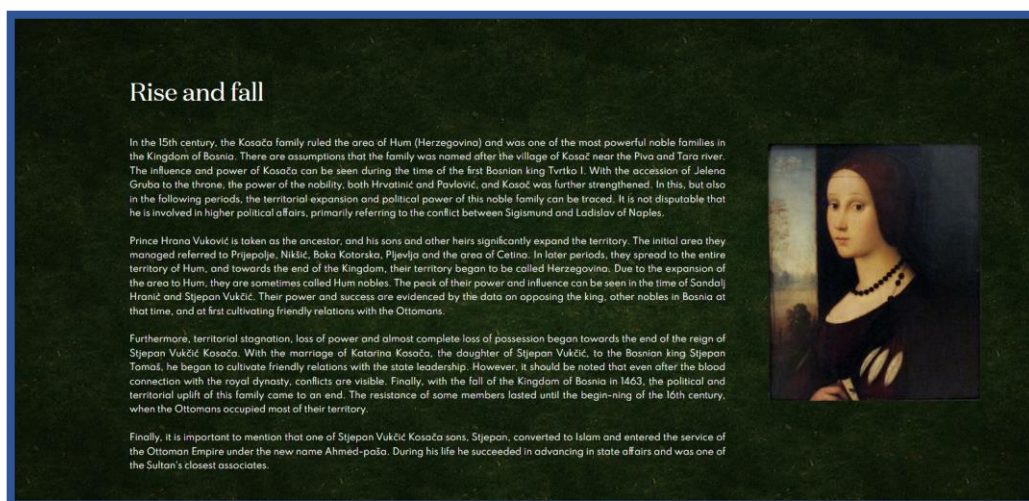 Rise and fall
In the 15th century, the Kosača family ruled the area of Hum (Herzegovina) and was one of the most powerful noble families in
the Kingdom of Bosnia. There are assumptions that the family was named after the village of Kosač near the Piva and Tara river.
The influence and power of Kosača can be seen during the time of the first Bosnian king Tvrtko I. With the accession of Jelena
Gruba to the throne, the power of the nobility, both Hrvatinić and Pavlović, and Kosač was further strengthened. In this, but also
in the following periods, the territorial expansion and political power of this noble family can be traced. It is not disputable that
he is involved in higher political affairs, primarily referring to the conflict between Sigismund and Ladislav of Naples.
Prince Hrana Vuković is taken as the ancestor, and his sons and other heirs significantly expand the territory. The initial area they
managed referred to Prijepolje, Nikšić, Boka Kotorska, Pljevlja and the area of Cetina. In later periods, they spread to the entire
territory of Hum, and towards the end of the Kingdom, their territory began to be called Herzegovina. Due to the expansion of
the area to Hum, they are sometimes called Hum nobles. The peak of their power and influence can be seen in the time of Sandalj
Hranić and Stjepan Vukčić. Their power and success are evidenced by the data on opposing the king, other nobles in Bosnia at
that time, and at first cultivating friendly relations with the Ottomans.
Furthermore, territorial stagnation, loss of power and almost complete loss of possession began towards the end of the reign of
Stjepan Vukčić Kosača. With the marriage of Katarina Kosača, the daughter of Stjepan Vukčić, to the Bosnian king Stjepan
Tomaš, he began to cultivate friendly relations with the state leadership. However, it should be noted that even after the blood
connection with the royal dynasty, conflicts are visible. Finally, with the fall of the Kingdom of Bosnia in 1463, the political and
territorial uplift of this family came to an end. The resistance of some members lasted until the begin-ning of the 16th century,
when the Ottomans occupied most of their territory.
Finally, it is important to mention that one of Stjepan Vukčić Kosača sons, Stjepan, converted to Islam and entered the service of
the Ottoman Empire under the new name Ahmed-paša. During his life he succeeded in advancing in state affairs and was one of
the Sultan's closest associates.